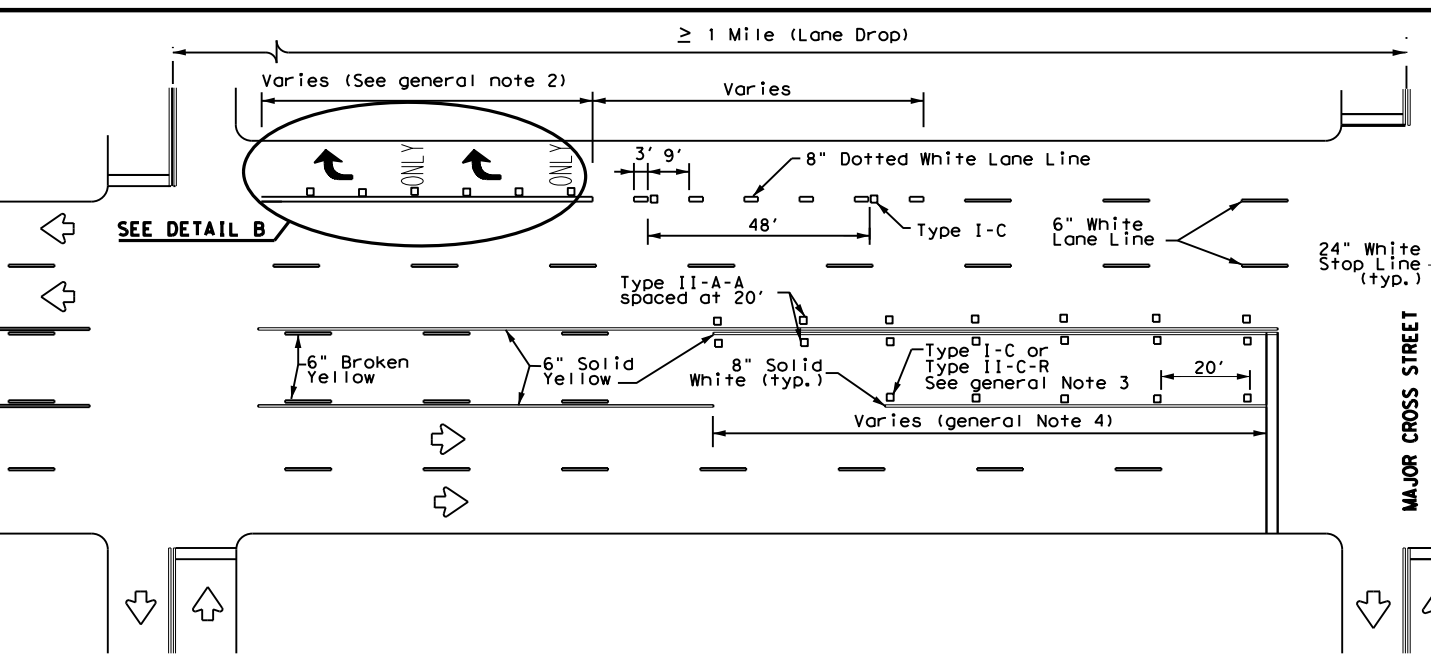 ≥ 1 Mile (Lane Drop)
Varies (See general note 2)
Varies
ONLY
ONLY
3' 9'
8" Dotted White Lane Line
SEE DETAIL B
48'
Type I-C
6" White
Lane Line
24" White
Stop Line
(typ.)
Type II-A-A
spaced at 20'
6" Broken
Yellow
6" Solid
Yellow
8" Solid
White (typ.)
Type I-C or
Type II-C-R
See general Note 3
20'
Varies (general Note 4)
MAJOR CROSS STREET